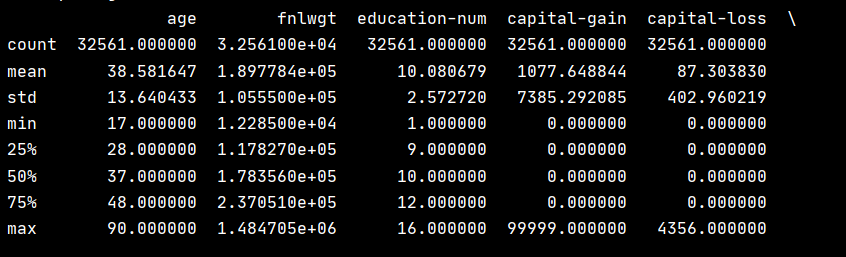 age fnlwgt education-num capital-gain capital-loss \
count 32561.000000 3.256100e+04 32561.000000 32561.000000 32561.000000
mean 38.581647 1.897784e+05 10.080679 1077.648844 87.303830
std 13.640433 1.055500e+05 2.572720 7385.292085 402.960219
min 17.000000 1.228500e+04 1.000000 0.000000 0.000000
25% 28.000000 1.178270e+05 9.000000 0.000000 0.000000
50% 37.000000 1.783560e+05 10.000000 0.000000 0.000000
75% 48.000000 2.370510e+05 12.000000 0.000000 0.000000
max 90.000000 1.484705e+06 16.000000 99999.000000 4356.000000